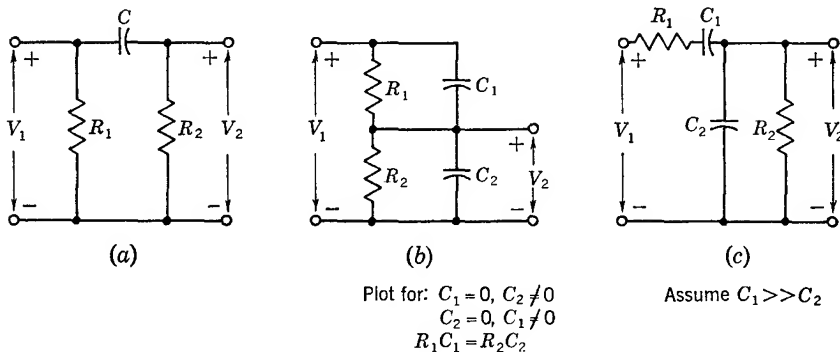 C
+
+
V₁
R₁
R₂
V₂
−
−
(a)
+
R₁
C₁
V₁
+
R₂
C₂
V₂
−
−
(b)
Plot for: C₁ = 0, C₂ ≠ 0
C₂ = 0, C₁ ≠ 0
R₁C₁ = R₂C₂
R₁ C₁
+
+
V₁
C₂
R₂
V₂
−
−
(c)
Assume C₁ >> C₂